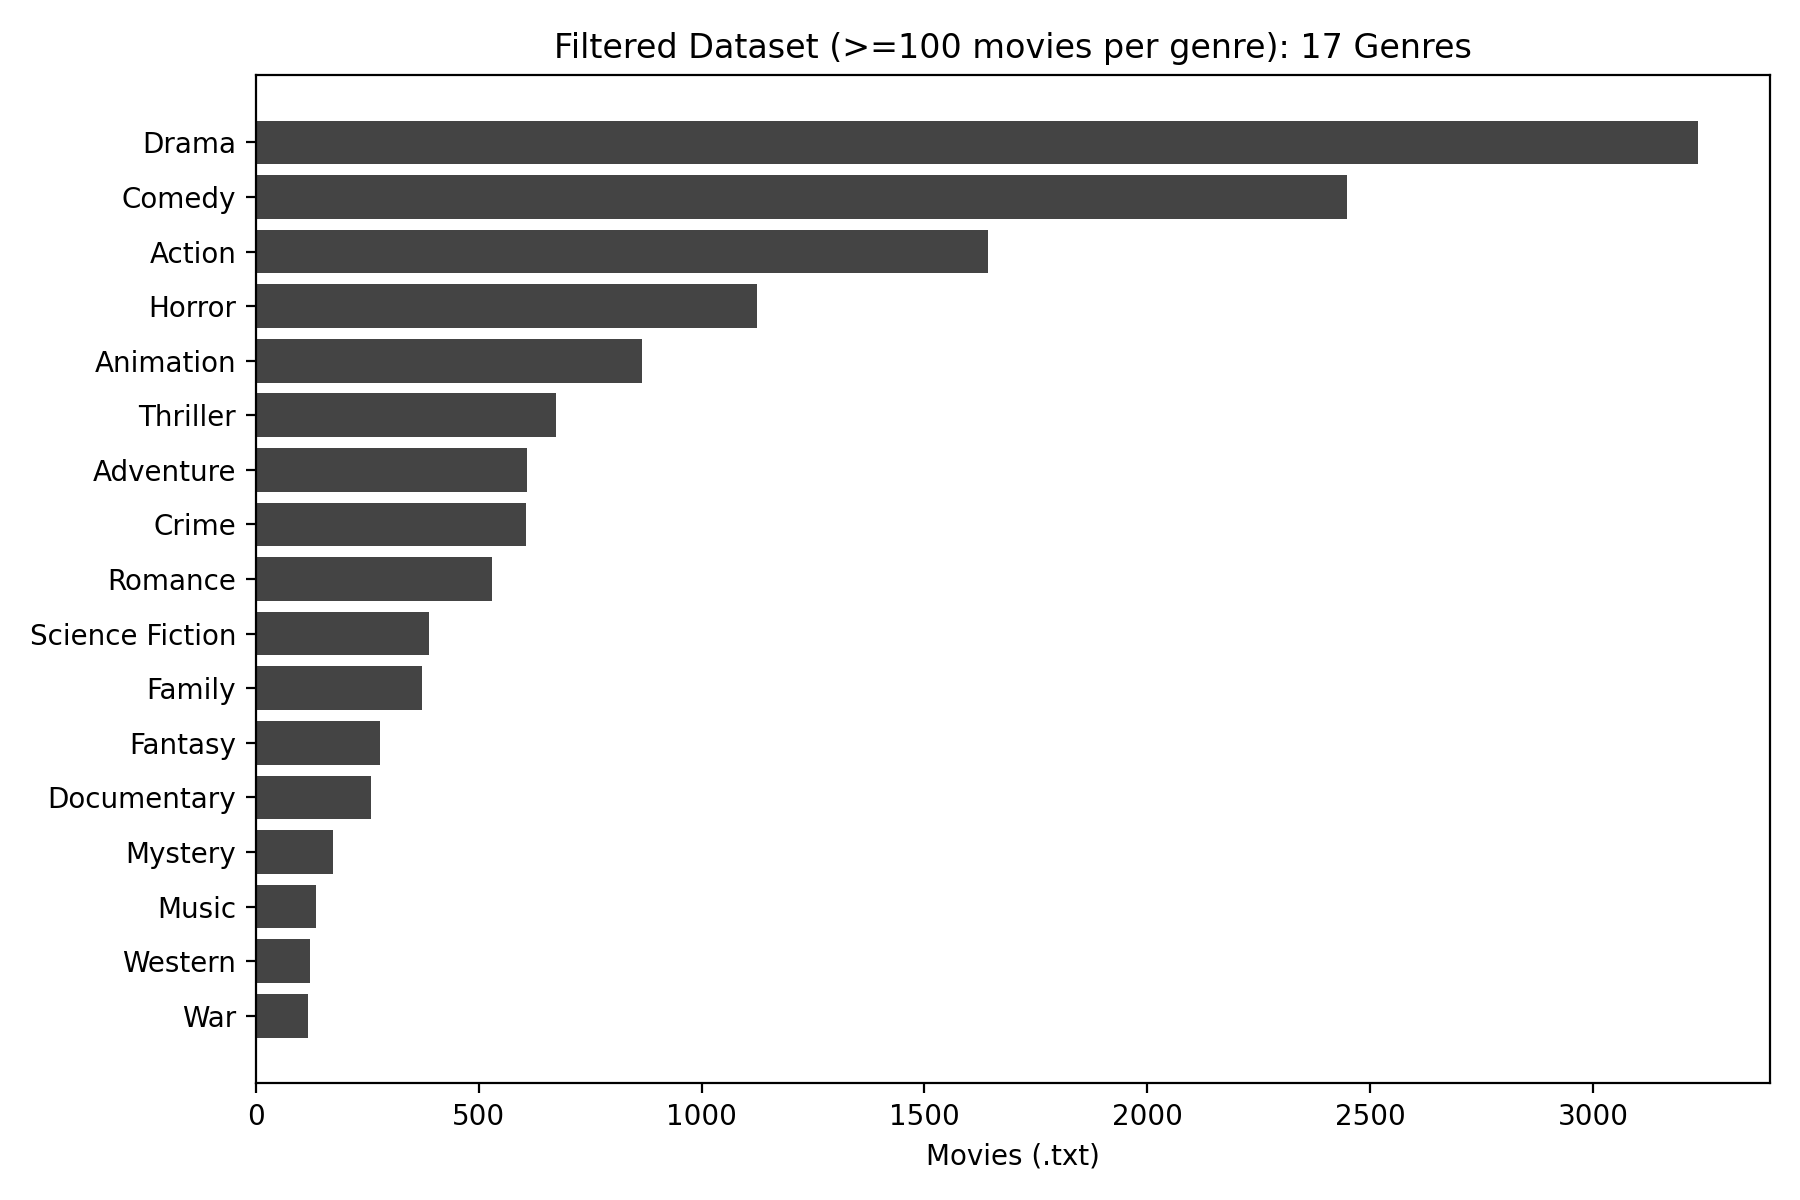 Filtered Dataset (>=100 movies per genre): 17 Genres
Drama
Comedy
Action
Horror
Animation
Thriller
Adventure
Crime
Romance
Science Fiction
Family
Fantasy
Documentary
Mystery
Music
Western
War
0 500 1000 1500 2000 2500 3000
Movies (.txt)